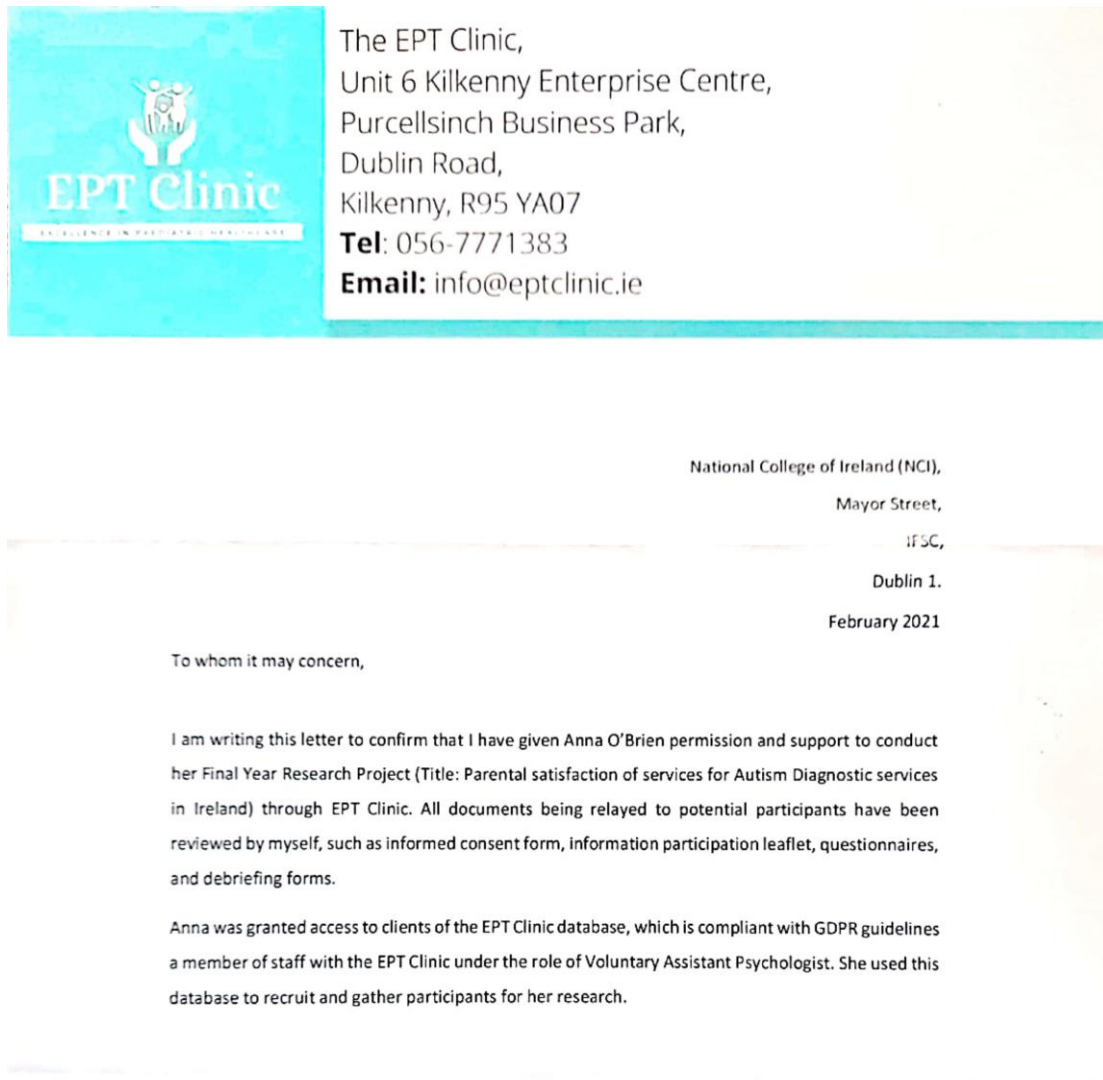 The EPT Clinic,
Unit 6 Kilkenny Enterprise Centre,
Purcellsinch Business Park,
Dublin Road,
Kilkenny, R95 YA07
Tel: 056-7771383
Email: info@eptclinic.ie
EPT Clinic
EXCELLENCE IN PAEDIATRIC HEALTHCARE
National College of Ireland (NCI),
Mayor Street,
IFSC,
Dublin 1.
February 2021
To whom it may concern,
I am writing this letter to confirm that I have given Anna O'Brien permission and support to conduct
her Final Year Research Project (Title: Parental satisfaction of services for Autism Diagnostic services
in Ireland) through EPT Clinic. All documents being relayed to potential participants have been
reviewed by myself, such as informed consent form, information participation leaflet, questionnaires,
and debriefing forms.
Anna was granted access to clients of the EPT Clinic database, which is compliant with GDPR guidelines
a member of staff with the EPT Clinic under the role of Voluntary Assistant Psychologist. She used this
database to recruit and gather participants for her research.